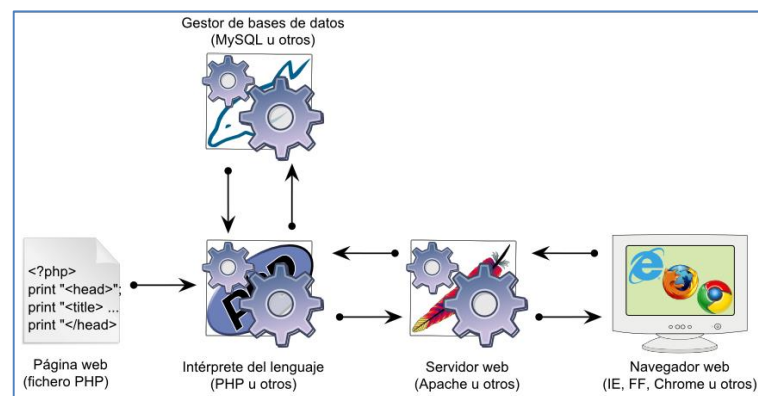 Gestor de bases de datos
(MySQL u otros)
<?php>
print "<head>";
print "<title> ...
print "</head>
Página web
(fichero PHP)
Intérprete del lenguaje
(PHP u otros)
Servidor web
(Apache u otros)
Navegador web
(IE, FF, Chrome u otros)